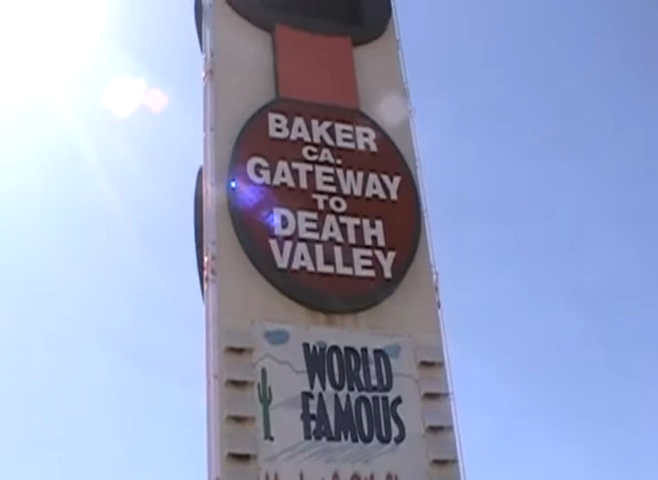 BAKER
CA.
GATEWAY
TO
DEATH
VALLEY
WORLD
FAMOUS